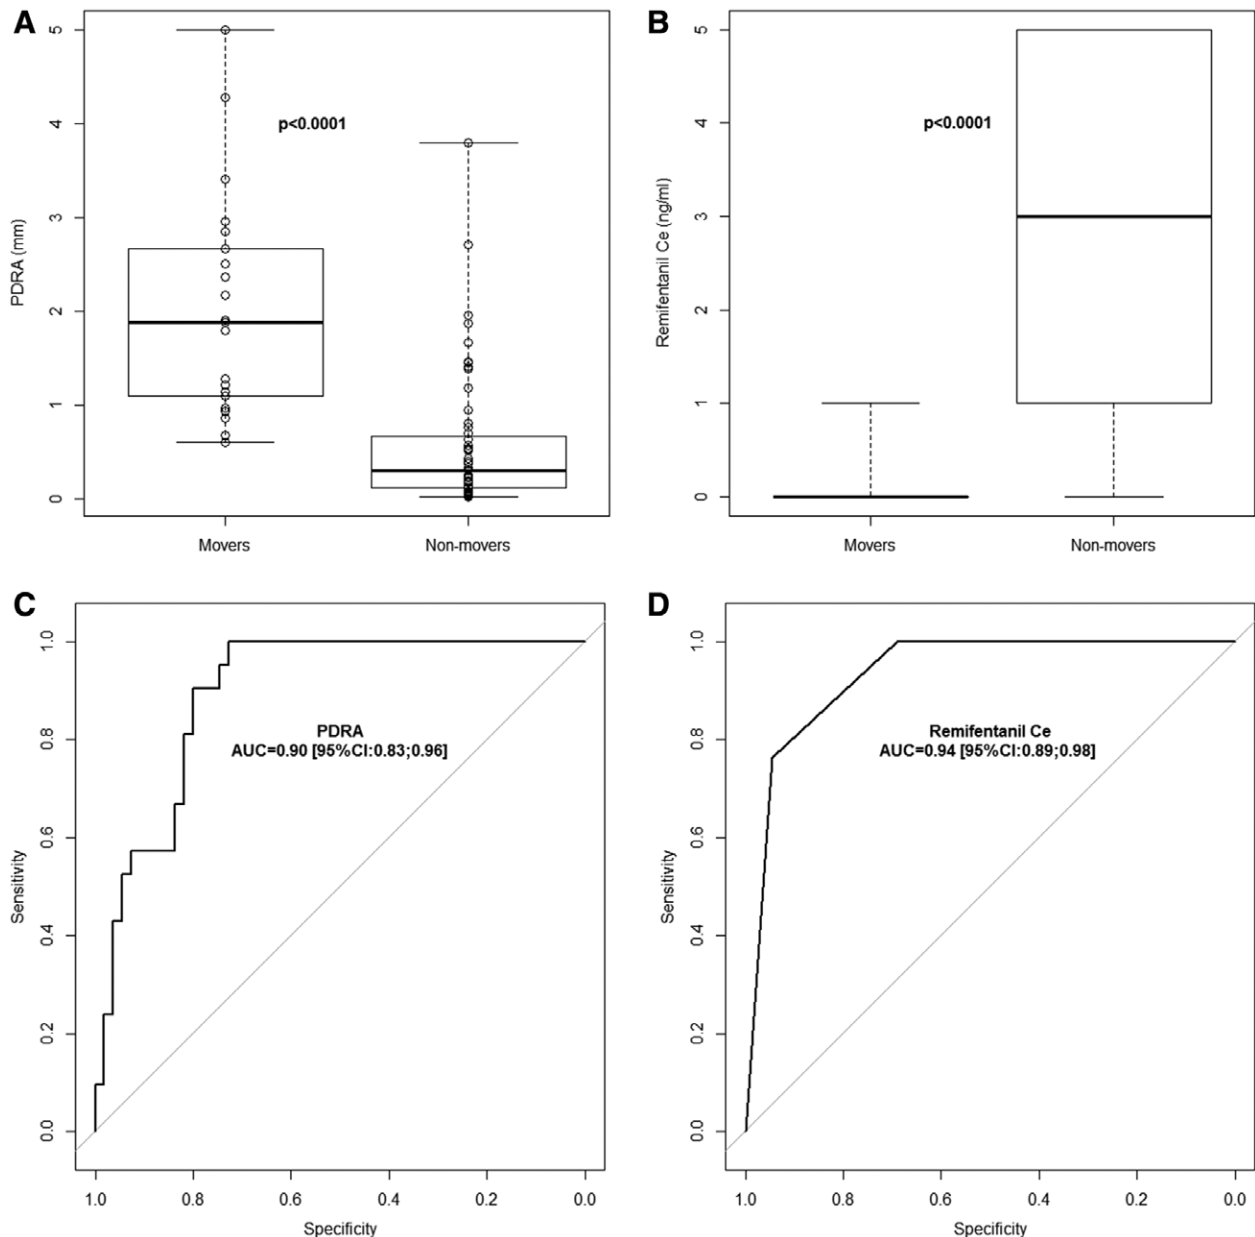 A
PDRA (mm)
5
4
3
2
1
0
p<0.0001
Movers
Non-movers
B
Remifentanil Ce (ng/ml)
5
4
3
2
1
0
p<0.0001
Movers
Non-movers
C
Sensitivity
1.0
0.8
0.6
0.4
0.2
0.0
PDRA
AUC=0.90 [95%CI:0.83;0.96]
1.0 0.8 0.6 0.4 0.2 0.0
Specificity
D
Sensitivity
1.0
0.8
0.6
0.4
0.2
0.0
Remifentanil Ce
AUC=0.94 [95%CI:0.89;0.98]
1.0 0.8 0.6 0.4 0.2 0.0
Specificity